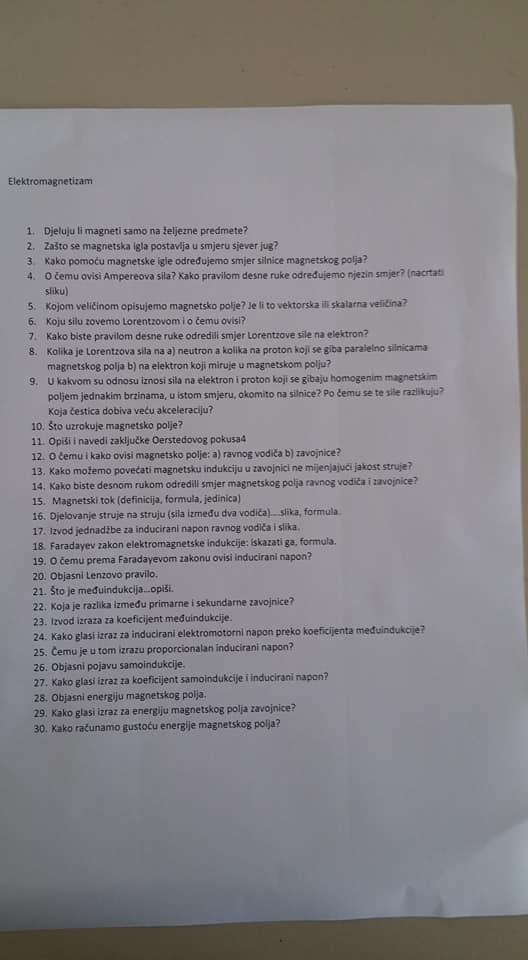 Elektromagnetizam
1. Djeluju li magneti samo na željezne predmete?
2. Zašto se magnetska igla postavlja u smjeru sjever jug?
3. Kako pomoću magnetske igle određujemo smjer silnice magnetskog polja?
4. O čemu ovisi Ampereova sila? Kako pravilom desne ruke određujemo njezin smjer? (nacrtati
sliku)
5. Kojom veličinom opisujemo magnetsko polje? Je li to vektorska ili skalarna veličina?
6. Koju silu zovemo Lorentzovom i o čemu ovisi?
7. Kako biste pravilom desne ruke odredili smjer Lorentzove sile na elektron?
8. Kolika je Lorentzova sila na a) neutron a kolika na proton koji se giba paralelno silnicama
magnetskog polja b) na elektron koji miruje u magnetskom polju?
9. U kakvom su odnosu iznosi sila na elektron i proton koji se gibaju homogenim magnetskim
poljem jednakim brzinama, u istom smjeru, okomito na silnice? Po čemu se te sile razlikuju?
Koja čestica dobiva veću akceleraciju?
10. Što uzrokuje magnetsko polje?
11. Opiši i navedi zaključke Oerstedovog pokusa4
12. O čemu i kako ovisi magnetsko polje: a) ravnog vodiča b) zavojnice?
13. Kako možemo povećati magnetsku indukciju u zavojnici ne mijenjajući jakost struje?
14. Kako biste desnom rukom odredili smjer magnetskog polja ravnog vodiča i zavojnice?
15. Magnetski tok (definicija, formula, jedinica)
16. Djelovanje struje na struju (sila između dva vodiča)....slika, formula.
17. Izvod jednadžbe za inducirani napon ravnog vodiča i slika.
18. Faradayev zakon elektromagnetske indukcije: iskazati ga, formula.
19. O čemu prema Faradayevom zakonu ovisi inducirani napon?
20. Objasni Lenzovo pravilo.
21. Što je međuindukcija...opiši.
22. Koja je razlika između primarne i sekundarne zavojnice?
23. Izvod izraza za koeficijent međuindukcije.
24. Kako glasi izraz za inducirani elektromotorni napon preko koeficijenta međuindukcije?
25. Čemu je u tom izrazu proporcionalan inducirani napon?
26. Objasni pojavu samoindukcije.
27. Kako glasi izraz za koeficijent samoindukcije i inducirani napon?
28. Objasni energiju magnetskog polja.
29. Kako glasi izraz za energiju magnetskog polja zavojnice?
30. Kako računamo gustoću energije magnetskog polja?